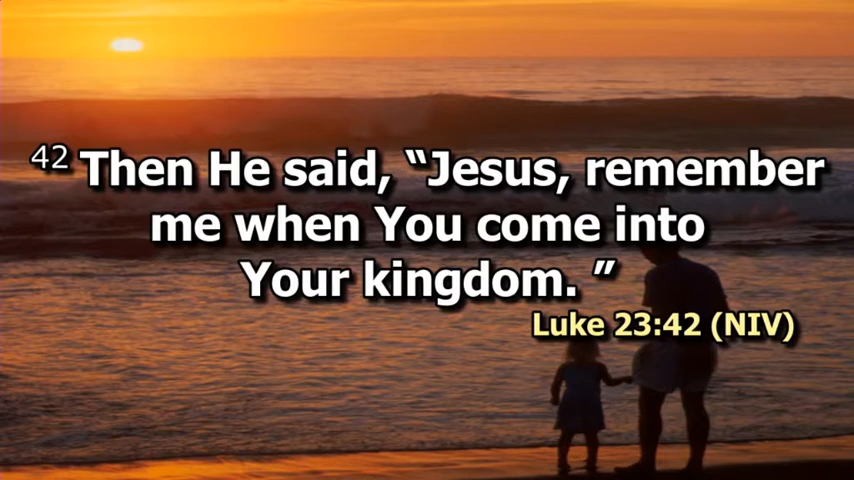 42 Then He said, “Jesus, remember
me when You come into
Your kingdom. ”
Luke 23:42 (NIV)